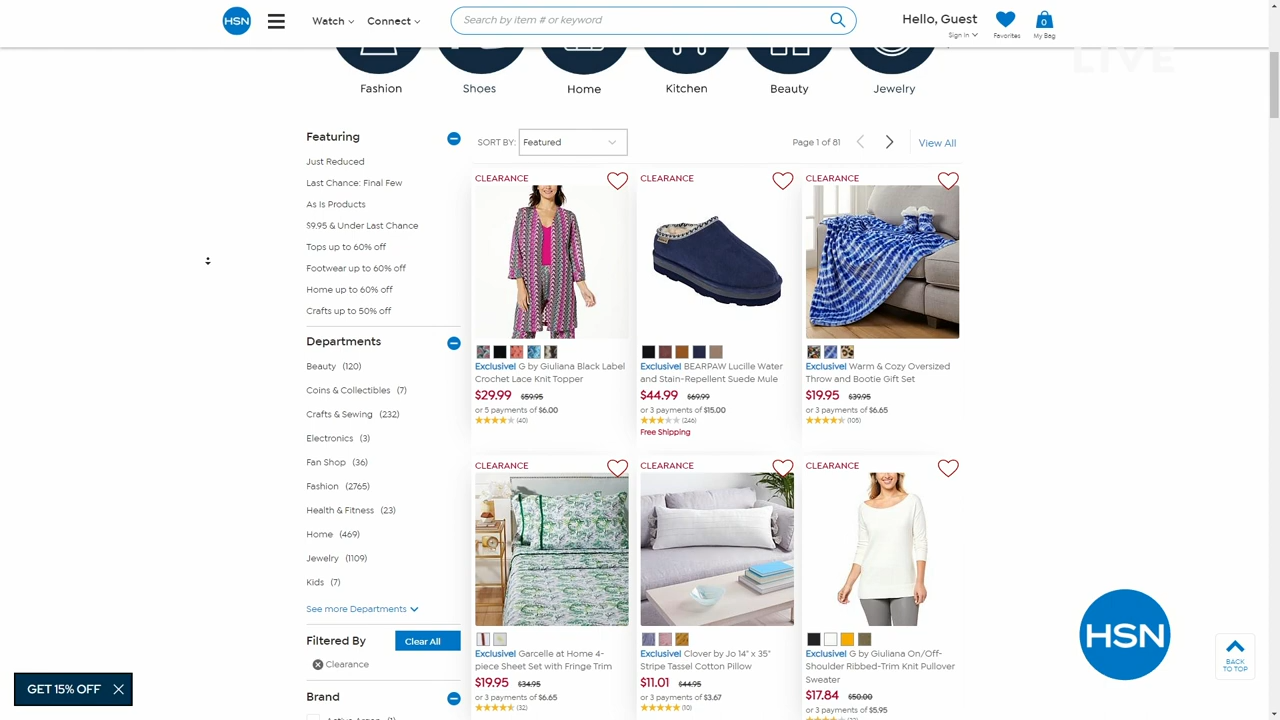 HSN
Watch
Connect
Search by item # or keyword
Hello, Guest
Sign In
Favorites
0
My Bag
LIVE
Fashion
Shoes
Home
Kitchen
Beauty
Jewelry
Featuring
Just Reduced
Last Chance: Final Few
As Is Products
$9.95 & Under Last Chance
Tops up to 60% off
Footwear up to 60% off
Home up to 60% off
Crafts up to 50% off
Departments
Beauty (120)
Coins & Collectibles (7)
Crafts & Sewing (232)
Electronics (3)
Fan Shop (36)
Fashion (2765)
Health & Fitness (23)
Home (469)
Jewelry (1109)
Kids (7)
See more Departments
Filtered By
Clear All
Clearance
Brand
SORT BY:
Featured
Page 1 of 81
View All
CLEARANCE
Exclusive! G by Giuliana Black Label
Crochet Lace Knit Topper
$29.99 $59.95
or 5 payments of $6.00
(40)
CLEARANCE
Exclusive! BEARPAW Lucille Water
and Stain-Repellent Suede Mule
$44.99 $69.99
or 3 payments of $15.00
(246)
Free Shipping
CLEARANCE
Exclusive! Warm & Cozy Oversized
Throw and Bootie Gift Set
$19.95 $39.95
or 3 payments of $6.65
(105)
CLEARANCE
Exclusive! Garcelle at Home 4-
piece Sheet Set with Fringe Trim
$19.95 $34.95
or 3 payments of $6.65
(32)
CLEARANCE
Exclusive! Clover by Jo 14" x 35"
Stripe Tassel Cotton Pillow
$11.01 $44.95
or 3 payments of $3.67
(10)
CLEARANCE
Exclusive! G by Giuliana On/Off-
Shoulder Ribbed-Trim Knit Pullover
Sweater
$17.84 $50.00
or 3 payments of $5.95
GET 15% OFF
HSN
BACK
TO TOP